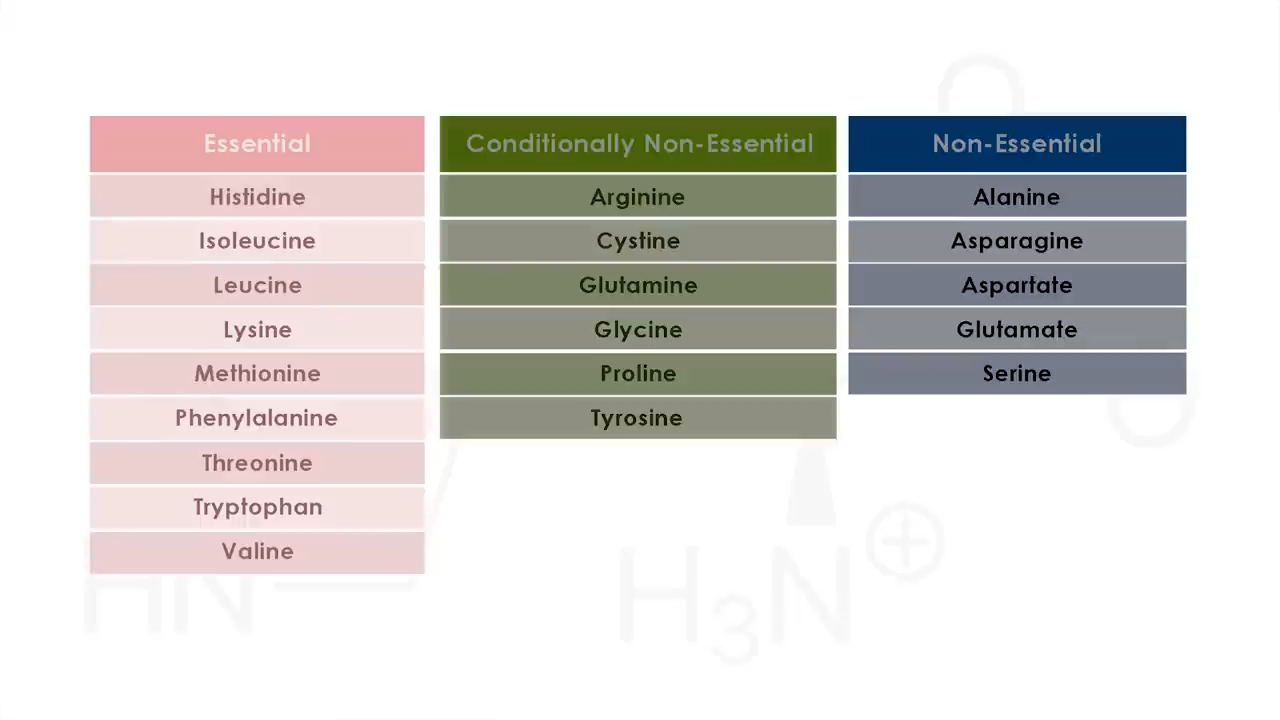 Essential
Histidine
Isoleucine
Leucine
Lysine
Methionine
Phenylalanine
Threonine
Tryptophan
Valine
Conditionally Non-Essential
Arginine
Cystine
Glutamine
Glycine
Proline
Tyrosine
Non-Essential
Alanine
Asparagine
Aspartate
Glutamate
Serine
O
O
HN
H₃N⊕